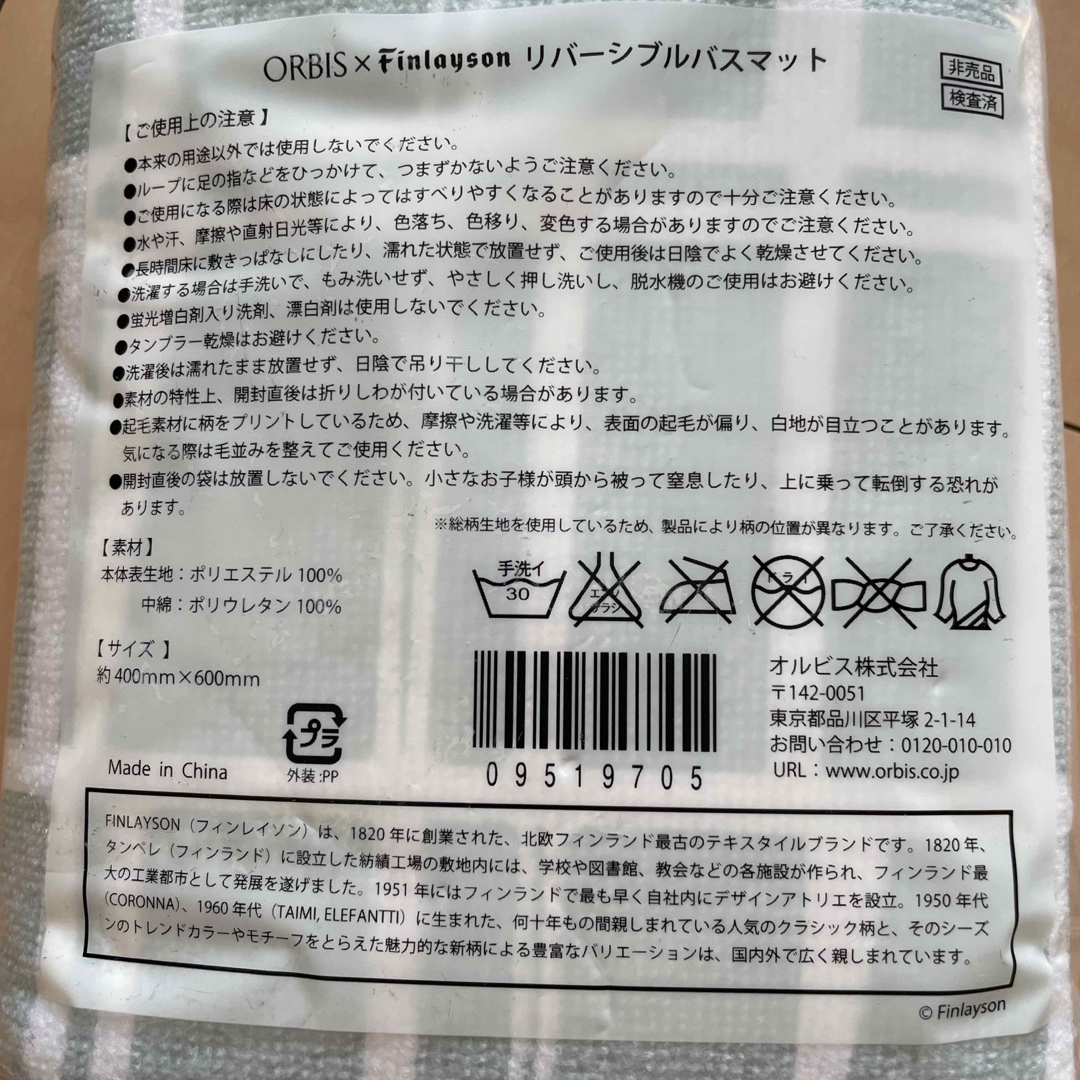 ORBIS×Finlayson リバーシブルバスマット
非売品
検査済
【ご使用上の注意】
●本来の用途以外では使用しないでください。
●ループに足の指などをひっかけて、つまずかないようご注意ください。
●ご使用になる際は床の状態によってはすべりやすくなることがありますので十分ご注意ください。
●水や汗、摩擦や直射日光等により、色落ち、色移り、変色する場合がありますのでご注意ください。
●長時間床に敷きっぱなしにしたり、濡れた状態で放置せず、ご使用後は日陰でよく乾燥させてください。
●洗濯する場合は手洗いで、もみ洗いせず、やさしく押し洗いし、脱水機のご使用はお避けください。
●蛍光増白剤入り洗剤、漂白剤は使用しないでください。
●タンブラー乾燥はお避けください。
●洗濯後は濡れたまま放置せず、日陰で吊り干ししてください。
●素材の特性上、開封直後は折りしわが付いている場合があります。
●起毛素材に柄をプリントしているため、摩擦や洗濯等により、表面の起毛が偏り、白地が目立つことがあります。
気になる際は毛並みを整えてご使用ください。
●開封直後の袋は放置しないでください。小さなお子様が頭から被って窒息したり、上に乗って転倒する恐れが
あります。
※総柄生地を使用しているため、製品により柄の位置が異なります。ご了承ください。
【素材】
本体表生地：ポリエステル 100%
中綿：ポリウレタン 100%
【サイズ 】
約 400mm×600mm
手洗イ
30
エンソ
サラシ
ドライ
プラ
外装:PP
Made in China
09519705
オルビス株式会社
〒142-0051
東京都品川区平塚 2-1-14
お問い合わせ：0120-010-010
URL：www.orbis.co.jp
FINLAYSON（フィンレイソン）は、1820 年に創業された、北欧フィンランド最古のテキスタイルブランドです。1820 年、
タンペレ（フィンランド）に設立した紡績工場の敷地内には、学校や図書館、教会などの各施設が作られ、フィンランド最
大の工業都市として発展を遂げました。1951 年にはフィンランドで最も早く自社内にデザインアトリエを設立。1950 年代
(CORONNA)、1960 年代（TAIMI, ELEFANTTI）に生まれた、何十年もの間親しまれている人気のクラシック柄と、そのシーズ
ンのトレンドカラーやモチーフをとらえた魅力的な新柄による豊富なバリエーションは、国内外で広く親しまれています。
© Finlayson